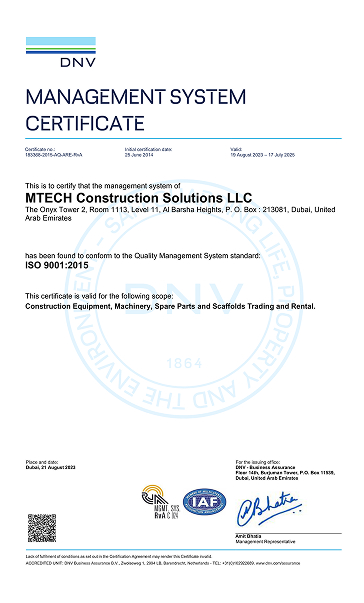 DNV
MANAGEMENT SYSTEM
CERTIFICATE
Certificate no.:
Initial certification date:
25 June 2014
Valid:
19 August 2023 – 17 July 2025
This is to certify that the management system of
MTECH Construction Solutions LLC
The Onyx Tower 2, Room 1113, Level 11, Al Barsha Heights, P. O. Box : 213081, Dubai, United
Arab Emirates
has been found to conform to the Quality Management System standard:
ISO 9001:2015
This certificate is valid for the following scope:
Construction Equipment, Machinery, Spare Parts and Scaffolds Trading and Rental.
DNV
1864
Place and date:
Dubai, 21 August 2023
For the issuing office:
DNV - Business Assurance
Floor 14th, Burjuman Tower, P.O. Box 11539,
Dubai, United Arab Emirates
RvA
MGMT. SYS.
RvA C 024
IAF
Amit Bhatia
Management Representative
Lack of fulfilment of conditions as set out in the Certification Agreement may render this Certificate invalid.
ACCREDITED UNIT: DNV Business Assurance B.V., Zwolseweg 1, 2994 LB, Barendrecht, Netherlands - TEL: +31(0)102922689. www.dnv.com/assurance